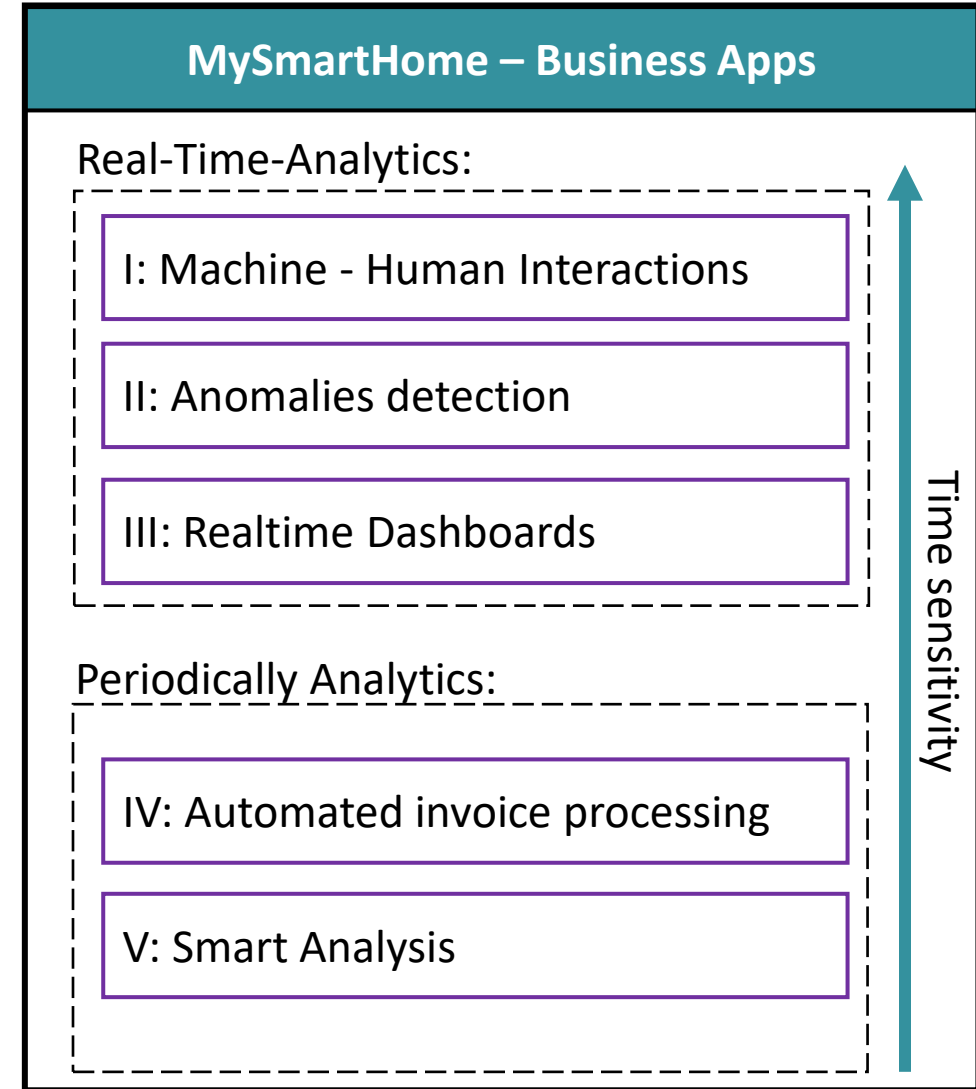 MySmartHome – Business Apps
Real-Time-Analytics:
I: Machine - Human Interactions
II: Anomalies detection
III: Realtime Dashboards
Periodically Analytics:
IV: Automated invoice processing
V: Smart Analysis
Time sensitivity